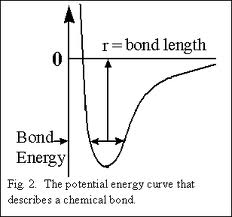 0
r = bond length
Bond
Energy
Fig. 2. The potential energy curve that
describes a chemical bond.